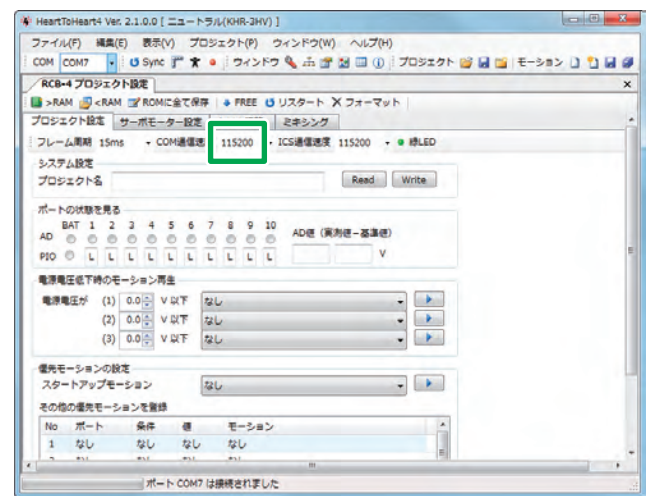 HeartToHeart4 Ver. 2.1.0.0 [ ニュートラル(KHR-3HV) ]
ファイル(F) 編集(E) 表示(V) プロジェクト(P) ウィンドウ(W) ヘルプ(H)
COM COM7 Sync ウィンドウ プロジェクト モーション
RCB-4 プロジェクト設定
>RAM <RAM ROMに全て保存 FREE リスタート フォーマット
プロジェクト設定 サーボモーター設定 ミキシング
フレーム周期 15ms COM通信速 115200 ICS通信速度 115200 緑LED
システム設定
プロジェクト名 Read Write
ポートの状態を見る
BAT 1 2 3 4 5 6 7 8 9 10
AD AD値 (実測値-基準値)
PIO L L L L L L L L L L V
電源電圧低下時のモーション再生
電源電圧が (1) 0.0 V 以下 なし
(2) 0.0 V 以下 なし
(3) 0.0 V 以下 なし
優先モーションの設定
スタートアップモーション なし
その他の優先モーションを登録
No ポート 条件 値 モーション
1 なし なし なし なし
ポート COM7 は接続されました